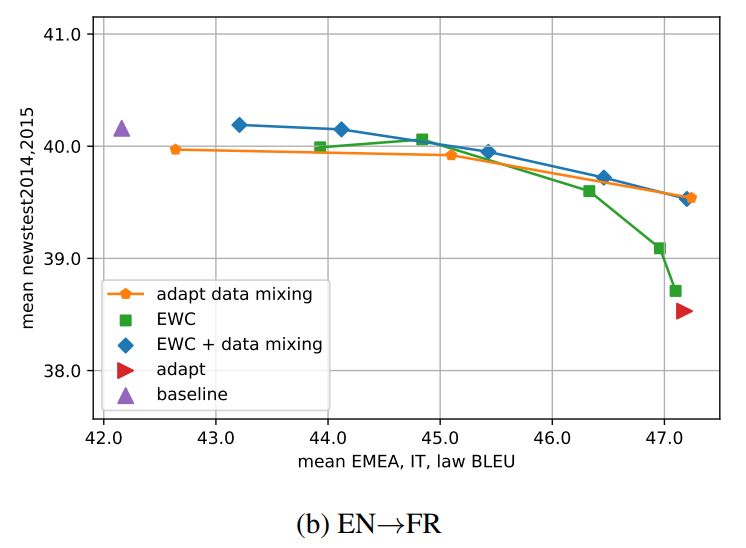 41.0
40.0
39.0
38.0
mean newstest2014,2015
adapt data mixing
EWC
EWC + data mixing
adapt
baseline
42.0 43.0 44.0 45.0 46.0 47.0
mean EMEA, IT, law BLEU
(b) EN→FR